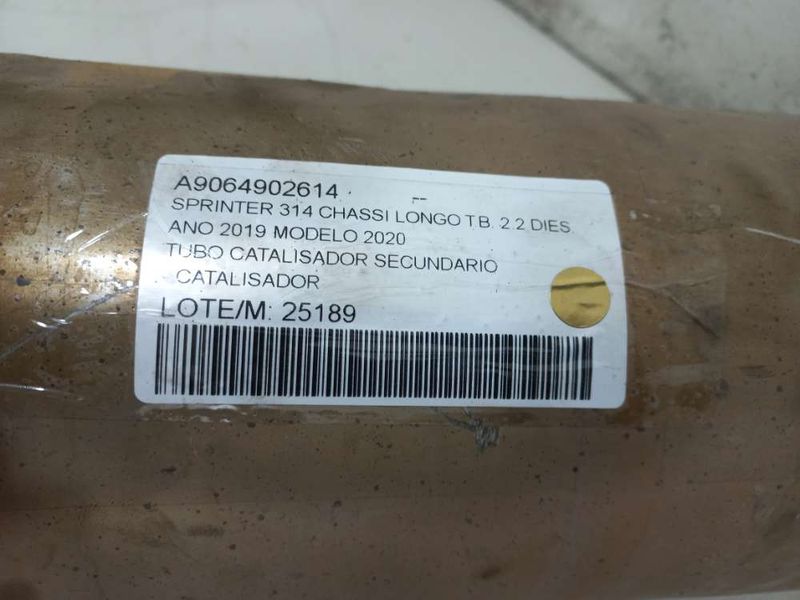 A9064902614 --
SPRINTER 314 CHASSI LONGO T.B. 2.2 DIES
ANO 2019 MODELO 2020
TUBO CATALISADOR SECUNDARIO
CATALISADOR
LOTE/M: 25189